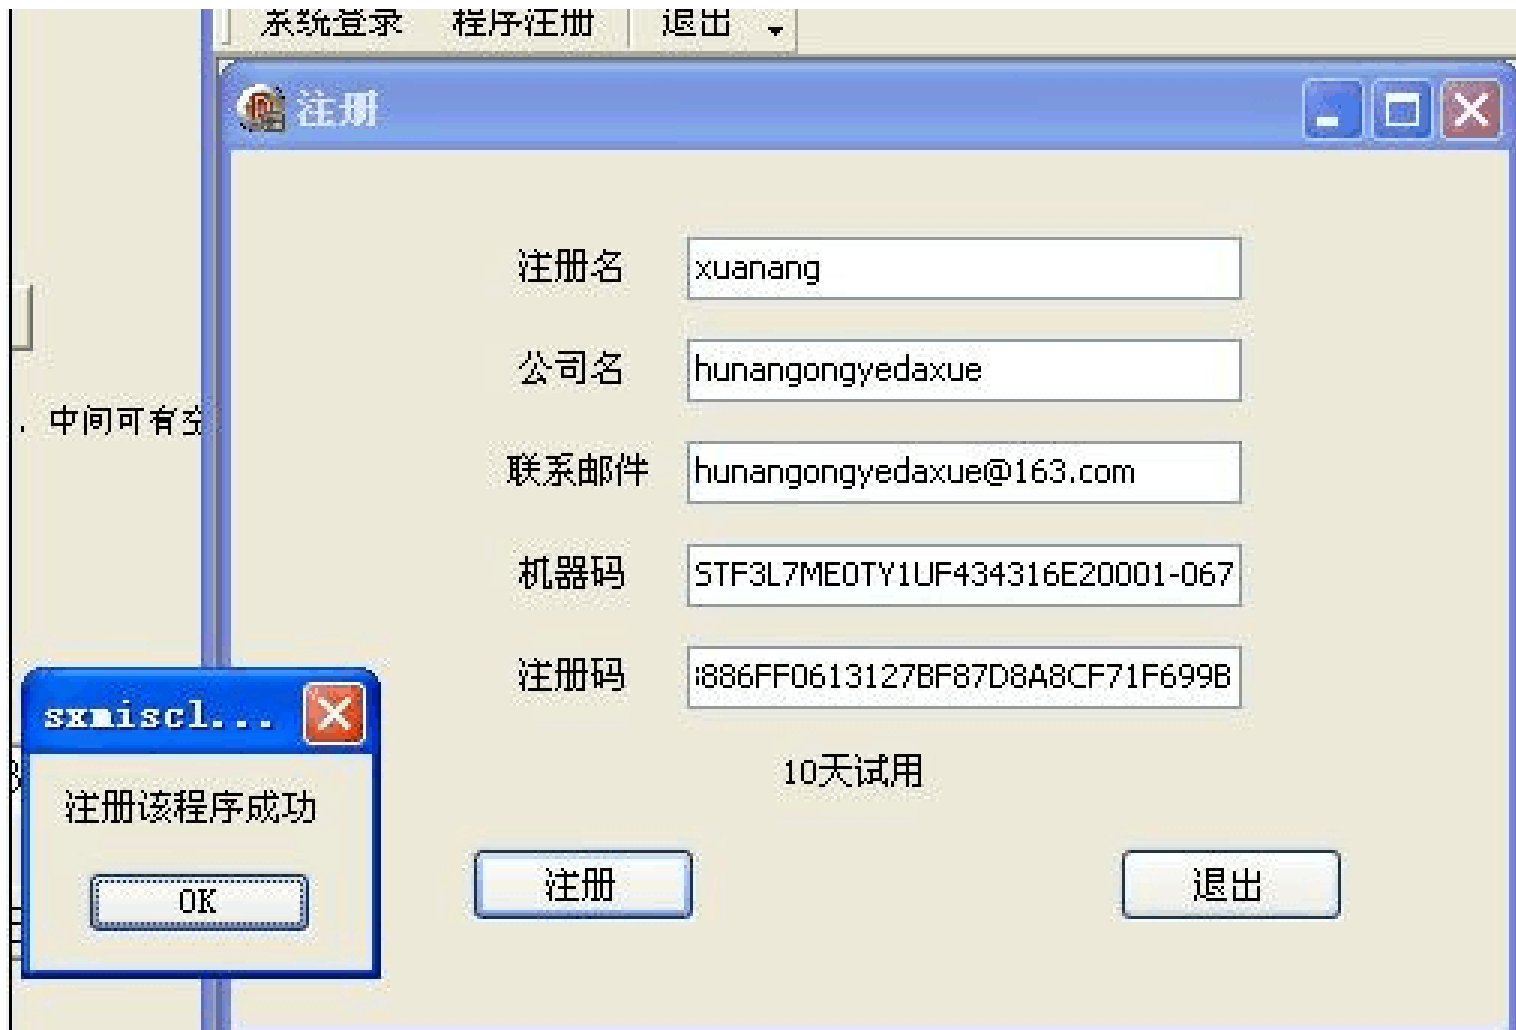 系统登录 程序注册 退出
注册
注册名 xuanang
公司名 hunangongyedaxue
中间可有空
联系邮件 hunangongyedaxue@163.com
机器码 STF3L7ME0TY1UF434316E20001-067
注册码 886FF0613127BF87D8A8CF71F699B
sxmiscl...
10天试用
注册该程序成功
注册 退出
OK